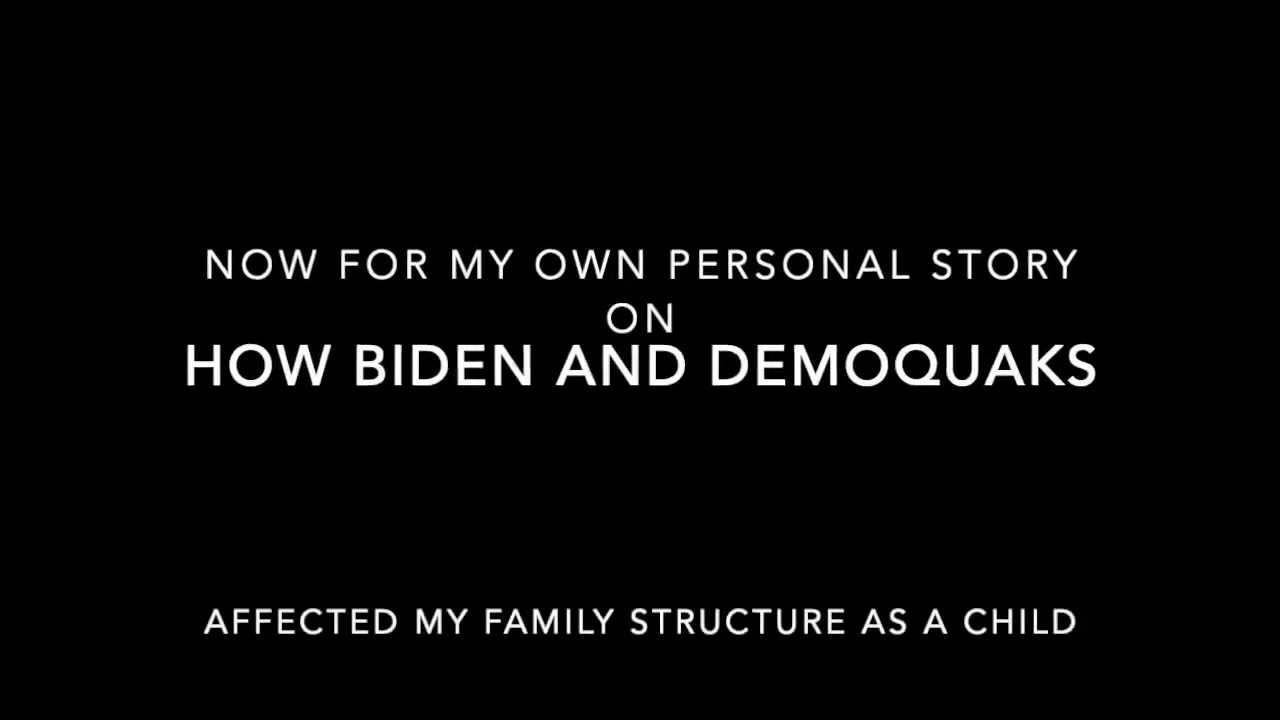 NOW FOR MY OWN PERSONAL STORY
ON
HOW BIDEN AND DEMOQUAKS
AFFECTED MY FAMILY STRUCTURE AS A CHILD